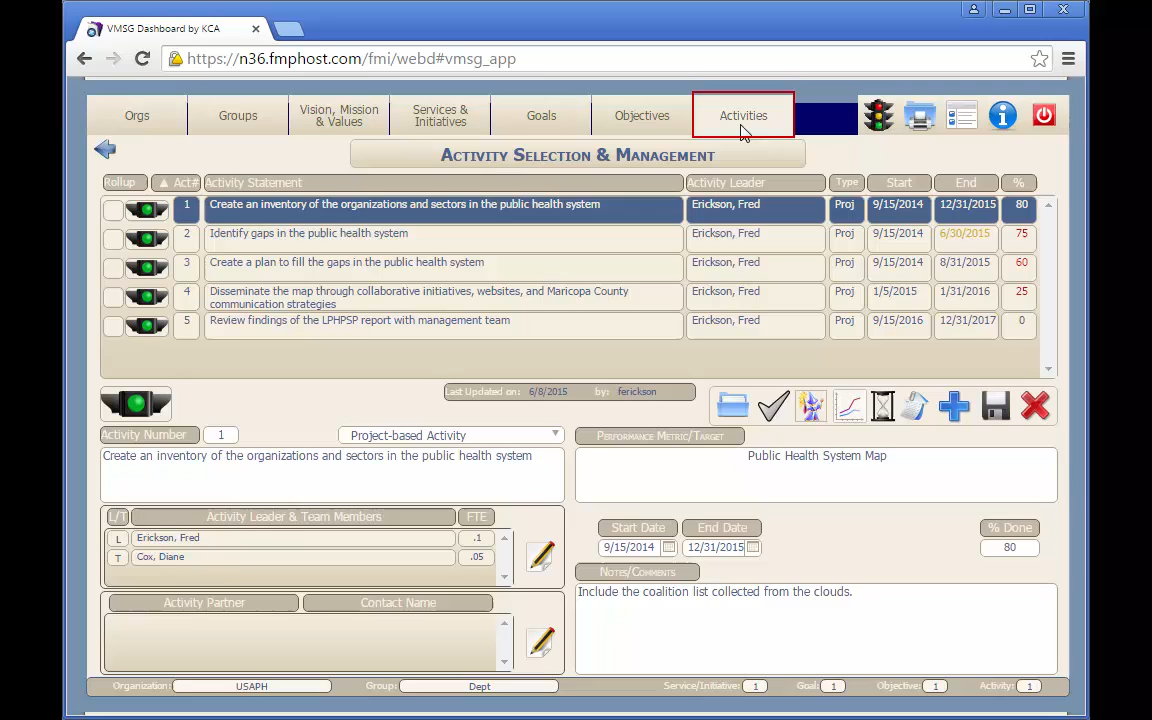 VMSG Dashboard by KCA
https://n36.fmphost.com/fmi/webd#vmsg_app
Orgs
Groups
Vision, Mission
& Values
Services &
Initiatives
Goals
Objectives
Activities
Activity Selection & Management
Rollup
Act#
Activity Statement
Activity Leader
Type
Start
End
%
1 Create an inventory of the organizations and sectors in the public health system Erickson, Fred Proj 9/15/2014 12/31/2015 80
2 Identify gaps in the public health system Erickson, Fred Proj 9/15/2014 6/30/2015 75
3 Create a plan to fill the gaps in the public health system Erickson, Fred Proj 9/15/2014 8/31/2015 60
4 Disseminate the map through collaborative initiatives, websites, and Maricopa County Erickson, Fred Proj 1/5/2015 1/31/2016 25
communication strategies
5 Review findings of the LPHPSP report with management team Erickson, Fred Proj 9/15/2016 12/31/2017 0
Last Updated on: 6/8/2015 by: ferickson
Activity Number 1 Project-based Activity
Create an inventory of the organizations and sectors in the public health system
Performance Metric/Target
Public Health System Map
L/T Activity Leader & Team Members FTE
L Erickson, Fred .1
T Cox, Diane .05
Start Date End Date % Done
9/15/2014 12/31/2015 80
Notes/Comments
Include the coalition list collected from the clouds.
Activity Partner Contact Name
Organization: USAPH Group: Dept Service/Initiative: 1 Goal: 1 Objective: 1 Activity: 1